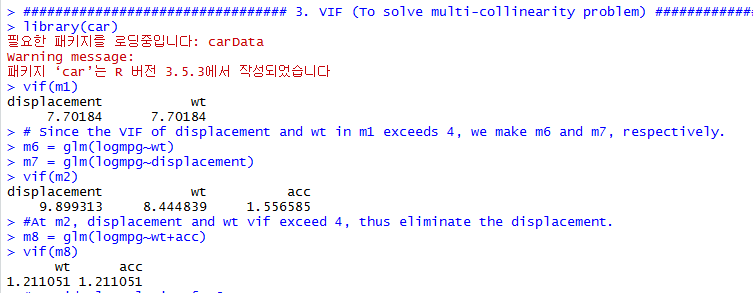 > ############################### 3. VIF (To solve multi-collinearity problem) ############
> library(car)
필요한 패키지를 로딩중입니다: carData
Warning message:
패키지 ‘car’는 R 버전 3.5.3에서 작성되었습니다
> vif(m1)
displacement wt
7.70184 7.70184
> # Since the VIF of displacement and wt in m1 exceeds 4, we make m6 and m7, respectively.
> m6 = glm(logmpg~wt)
> m7 = glm(logmpg~displacement)
> vif(m2)
displacement wt acc
9.899313 8.444839 1.556585
> #At m2, displacement and wt vif exceed 4, thus eliminate the displacement.
> m8 = glm(logmpg~wt+acc)
> vif(m8)
wt acc
1.211051 1.211051